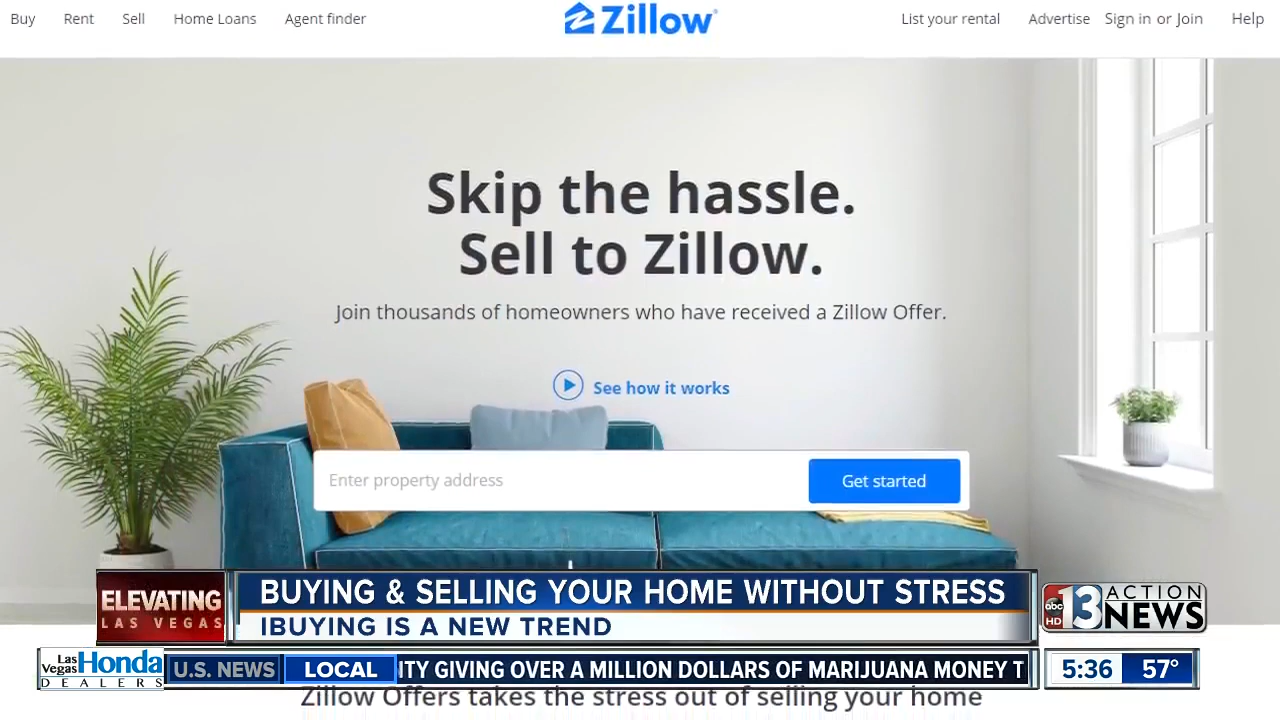 Buy Rent Sell Home Loans Agent finder Zillow List your rental Advertise Sign in or Join Help
Skip the hassle.
Sell to Zillow.
Join thousands of homeowners who have received a Zillow Offer.
See how it works
Enter property address Get started
ELEVATING
LAS VEGAS
BUYING & SELLING YOUR HOME WITHOUT STRESS
IBUYING IS A NEW TREND
abc HD 13 ACTION NEWS
Las Vegas Honda DEALERS
U.S. NEWS LOCAL ITY GIVING OVER A MILLION DOLLARS OF MARIJUANA MONEY T
5:36 57°
Zillow Offers takes the stress out of selling your home